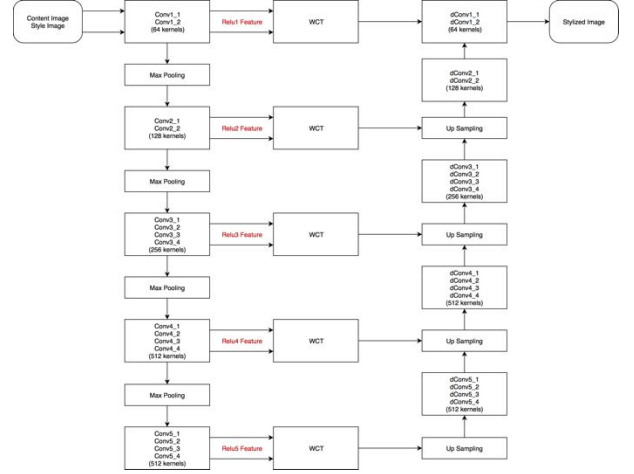 Content Image
Style Image
Conv1_1
Conv1_2
(64 kernels)
Relu1 Feature
WCT
dConv1_1
dConv1_2
(64 kernels)
Stylized Image
Max Pooling
dConv2_1
dConv2_2
(128 kernels)
Conv2_1
Conv2_2
(128 kernels)
Relu2 Feature
WCT
Up Sampling
Max Pooling
dConv3_1
dConv3_2
dConv3_3
dConv3_4
(256 kernels)
Conv3_1
Conv3_2
Conv3_3
Conv3_4
(256 kernels)
Relu3 Feature
WCT
Up Sampling
Max Pooling
dConv4_1
dConv4_2
dConv4_3
dConv4_4
(512 kernels)
Conv4_1
Conv4_2
Conv4_3
Conv4_4
(512 kernels)
Relu4 Feature
WCT
Up Sampling
Max Pooling
dConv5_1
dConv5_2
dConv5_3
dConv5_4
(512 kernels)
Conv5_1
Conv5_2
Conv5_3
Conv5_4
(512 kernels)
Relu5 Feature
WCT
Up Sampling